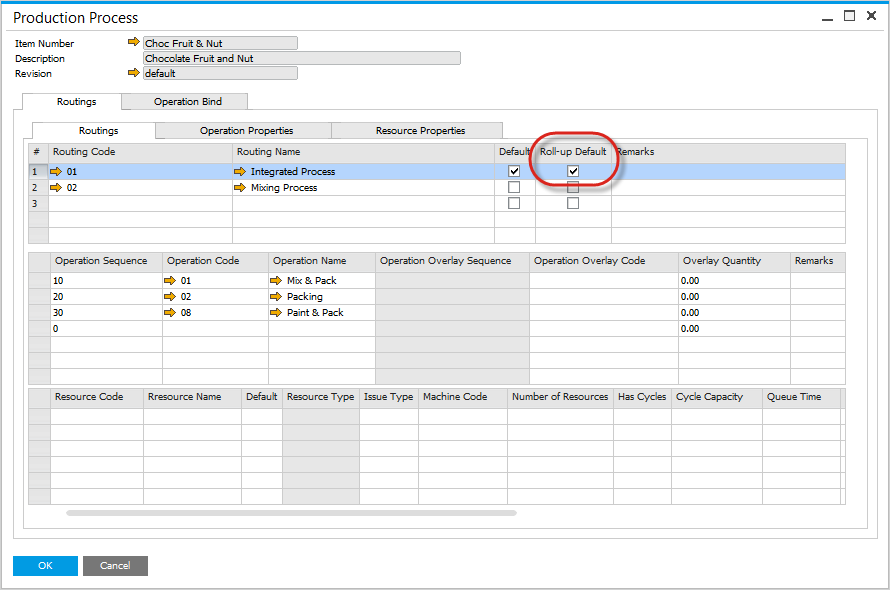 Production Process
Item Number Choc Fruit & Nut
Description Chocolate Fruit and Nut
Revision default
Routings Operation Bind
Routings Operation Properties Resource Properties
# Routing Code Routing Name Default Roll-up Default Remarks
1 01 Integrated Process
2 02 Mixing Process
3
Operation Sequence Operation Code Operation Name Operation Overlay Sequence Operation Overlay Code Overlay Quantity Remarks
10 01 Mix & Pack 0.00
20 02 Packing 0.00
30 08 Paint & Pack 0.00
0 0.00
Resource Code Rresource Name Default Resource Type Issue Type Machine Code Number of Resources Has Cycles Cycle Capacity Queue Time
OK Cancel